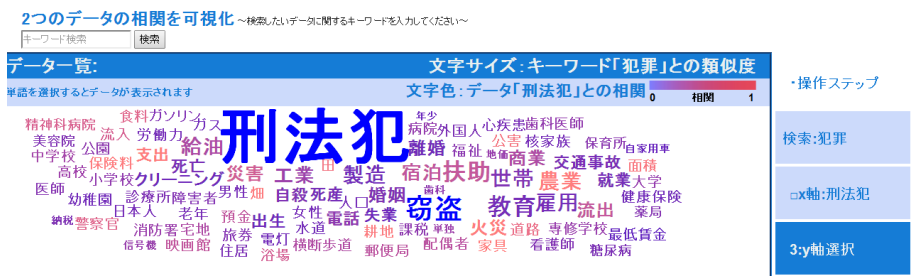 2つのデータの相関を可視化 ～検索したいデータに関するキーワードを入力してください～
キーワード検索 検索
データ一覧: 文字サイズ:キーワード「犯罪」との類似度
単語を選択するとデータが表示されます 文字色:データ「刑法犯」との相関
0 相関 1
・操作ステップ
検索:犯罪
□x軸:刑法犯
3:y軸選択
食料 ガソリン 刑法犯 年少
精神科病院 流入 労働力 ガス 病院 外国人 心疾患 歯科医師
美容院 公園 給油 離婚 福祉 地価 公害 核家族 保育所 自家用車
中学校 保険料 支出 死亡 商業 交通事故 面積
高校 小学校 クリーニング 災害 工業 田 製造 宿泊 扶助 世帯 農業 就業 大学
医師 幼稚園 診療所 障害者 男性 畑 自殺 死産 人口 婚姻 歯科 健康保険
日本人 老年 預金 出生 女性 電話 失業 窃盗 教育 雇用 流出 薬局
納税 警察官 消防署 宅地 旅券 電灯 水道 耕地 課税 単独 火災 道路 専修学校 最低賃金
信号機 映画館 住居 浴場 横断歩道 郵便局 配偶者 家具 看護師 糖尿病